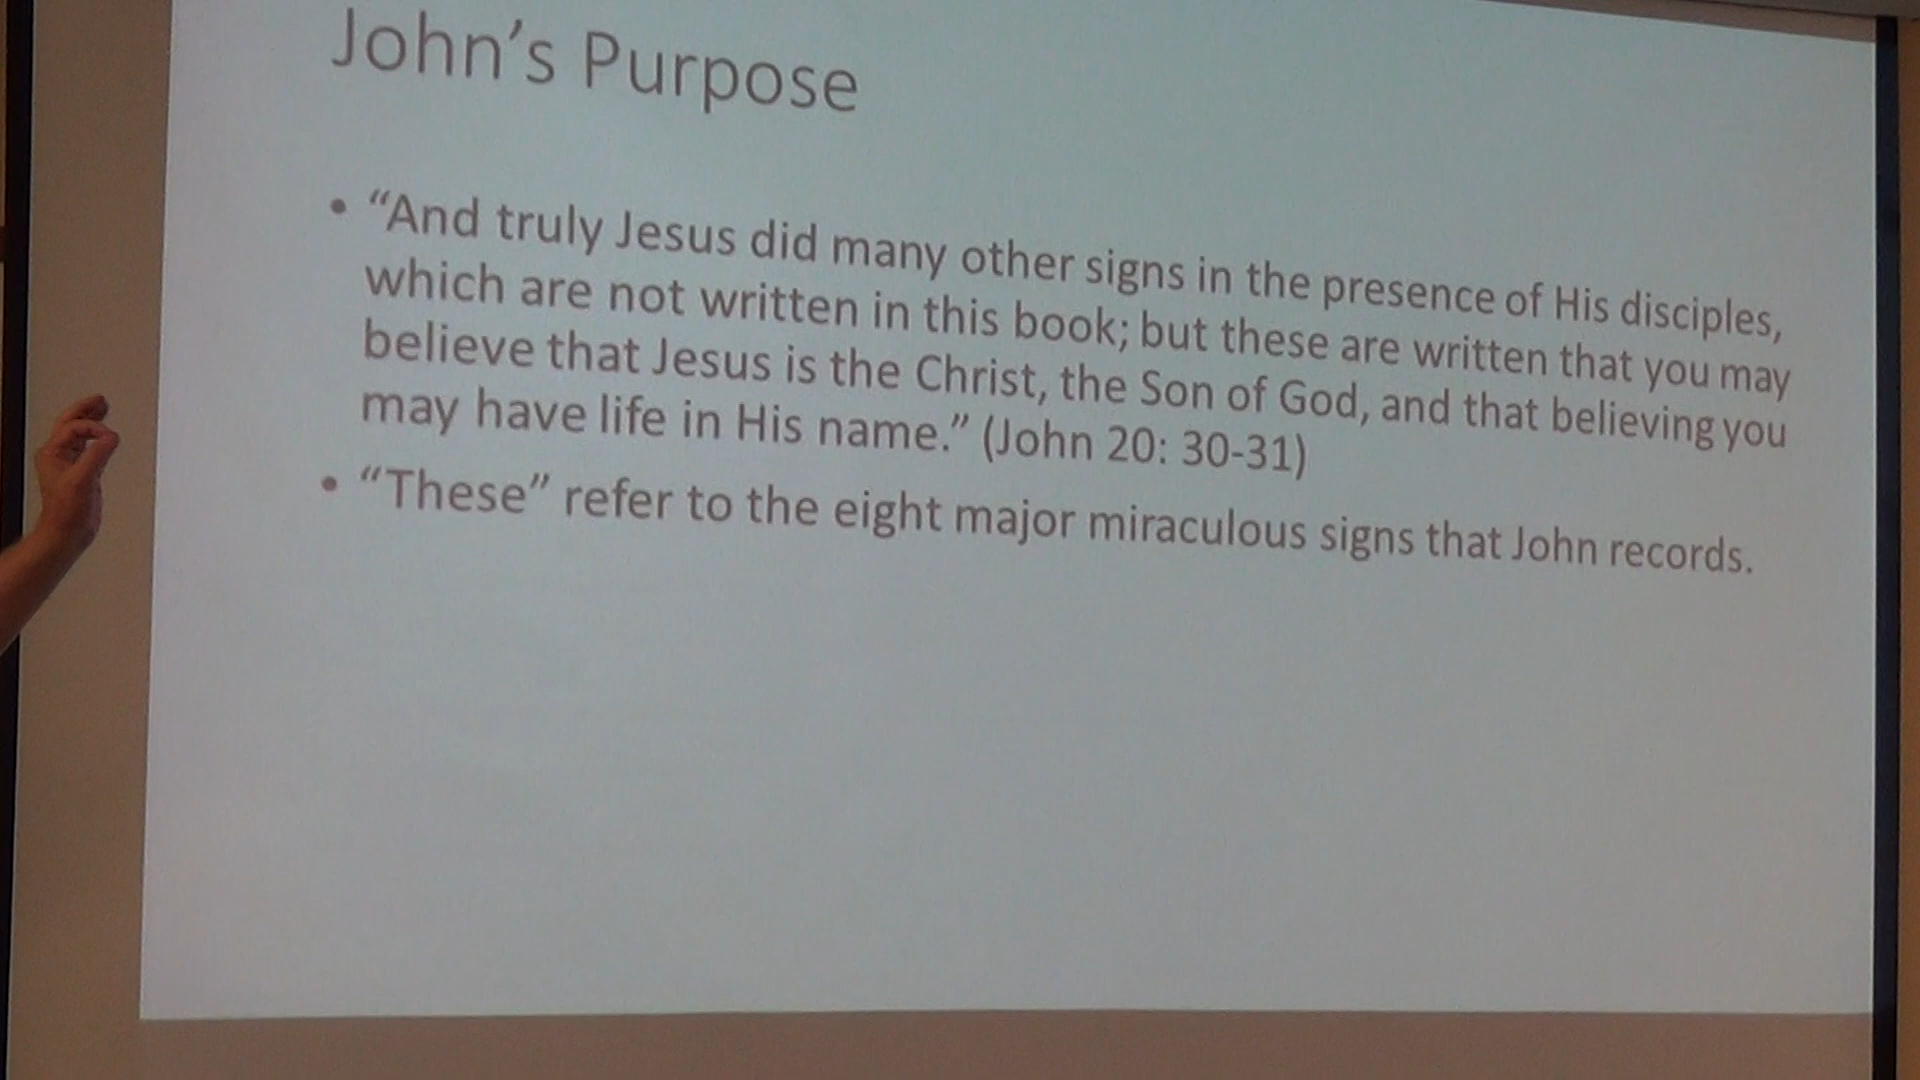 John’s Purpose
• “And truly Jesus did many other signs in the presence of His disciples,
which are not written in this book; but these are written that you may
believe that Jesus is the Christ, the Son of God, and that believing you
may have life in His name.” (John 20: 30-31)
• “These” refer to the eight major miraculous signs that John records.